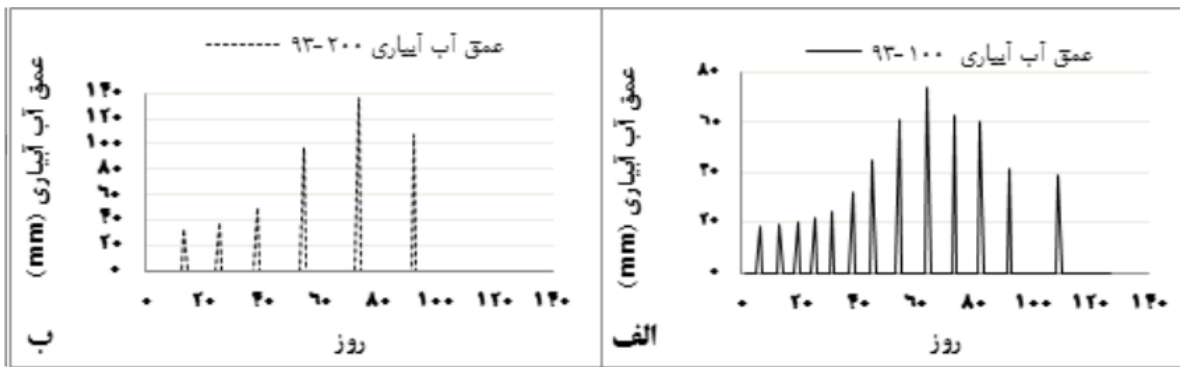 عمق آب آبیاری ۱۰۰-۹۳
عمق آب آبیاری (mm)
۸۰
۶۰
۴۰
۲۰
۰
۰ ۲۰ ۴۰ ۶۰ ۸۰ ۱۰۰ ۱۲۰ ۱۴۰
روز
الف
عمق آب آبیاری ۲۰۰-۹۳
عمق آب آبیاری (mm)
۱۴۰
۱۲۰
۱۰۰
۸۰
۶۰
۴۰
۲۰
۰
۰ ۲۰ ۴۰ ۶۰ ۸۰ ۱۰۰ ۱۲۰ ۱۴۰
روز
ب